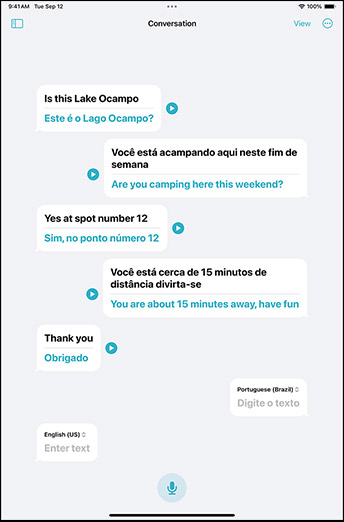 9:41AM Tue Sep 12
100%
Conversation
View
Is this Lake Ocampo
Este é o Lago Ocampo?
Você está acampando aqui neste fim de
semana
Are you camping here this weekend?
Yes at spot number 12
Sim, no ponto número 12
Você está cerca de 15 minutos de
distância divirta-se
You are about 15 minutes away, have fun
Thank you
Obrigado
Portuguese (Brazil)
Digite o texto
English (US)
Enter text